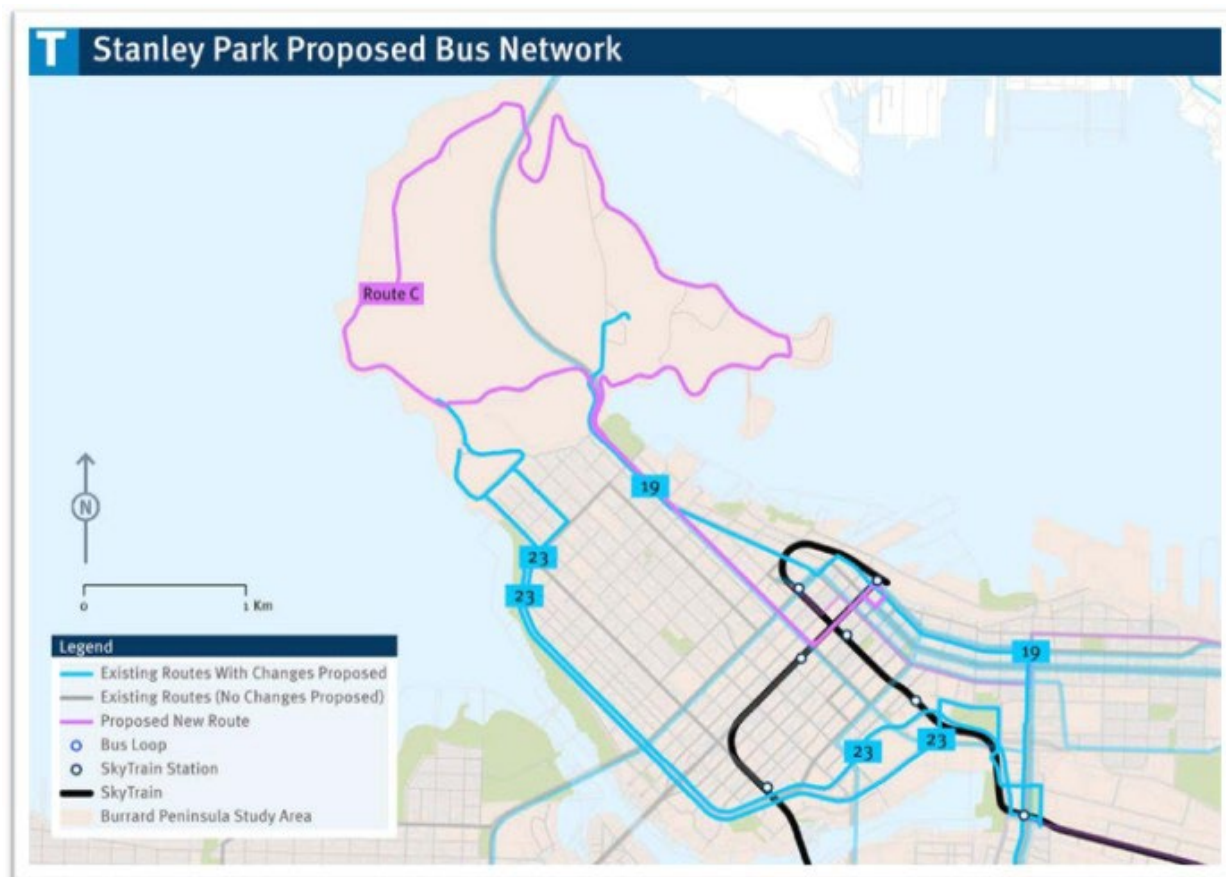 T Stanley Park Proposed Bus Network
Route C
19
N
23
23
0 1 Km
19
23
23
Legend
Existing Routes With Changes Proposed
Existing Routes (No Changes Proposed)
Proposed New Route
Bus Loop
SkyTrain Station
SkyTrain
Burrard Peninsula Study Area